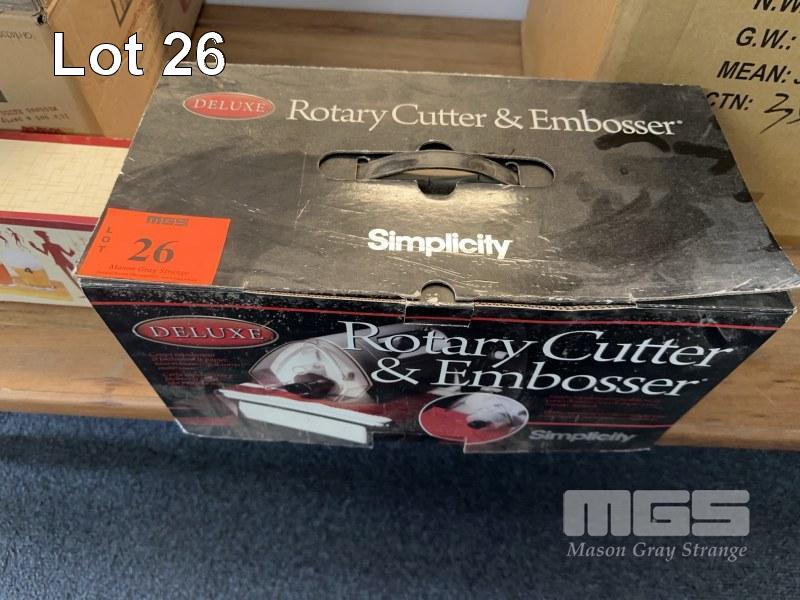 Lot 26
N.W
G.W.:
MEAN:
CTN: 3
DELUXE
Rotary Cutter & Embosser
Simplicity
MGS
LOT
26
Mason Gray Strange
DELUXE
Rotary Cutter
& Embosser
Simplicity
MGS
Mason Gray Strange